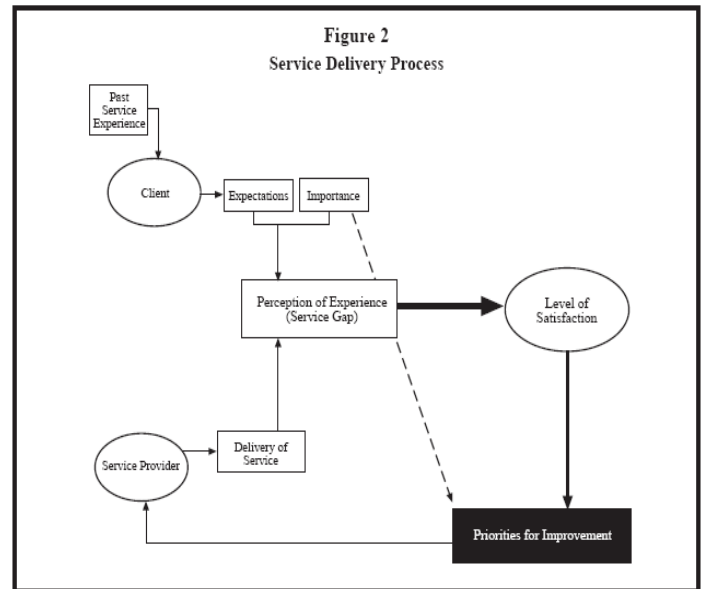 Figure 2
Service Delivery Process
Past
Service
Experience
Client
Expectations
Importance
Perception of Experience
(Service Gap)
Level of
Satisfaction
Delivery of
Service
Service Provider
Priorities for Improvement